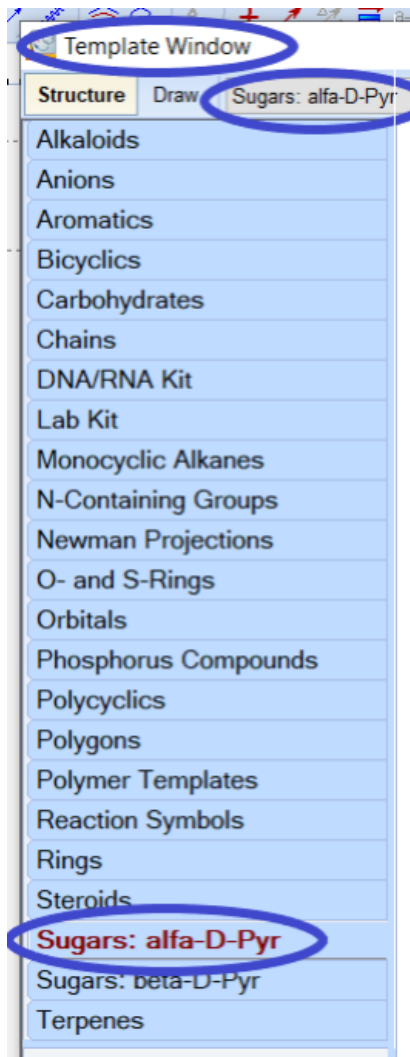 Template Window
Structure Draw Sugars: alfa-D-Pyr
Alkaloids
Anions
Aromatics
Bicyclics
Carbohydrates
Chains
DNA/RNA Kit
Lab Kit
Monocyclic Alkanes
N-Containing Groups
Newman Projections
O- and S-Rings
Orbitals
Phosphorus Compounds
Polycyclics
Polygons
Polymer Templates
Reaction Symbols
Rings
Steroids
Sugars: alfa-D-Pyr
Sugars: beta-D-Pyr
Terpenes